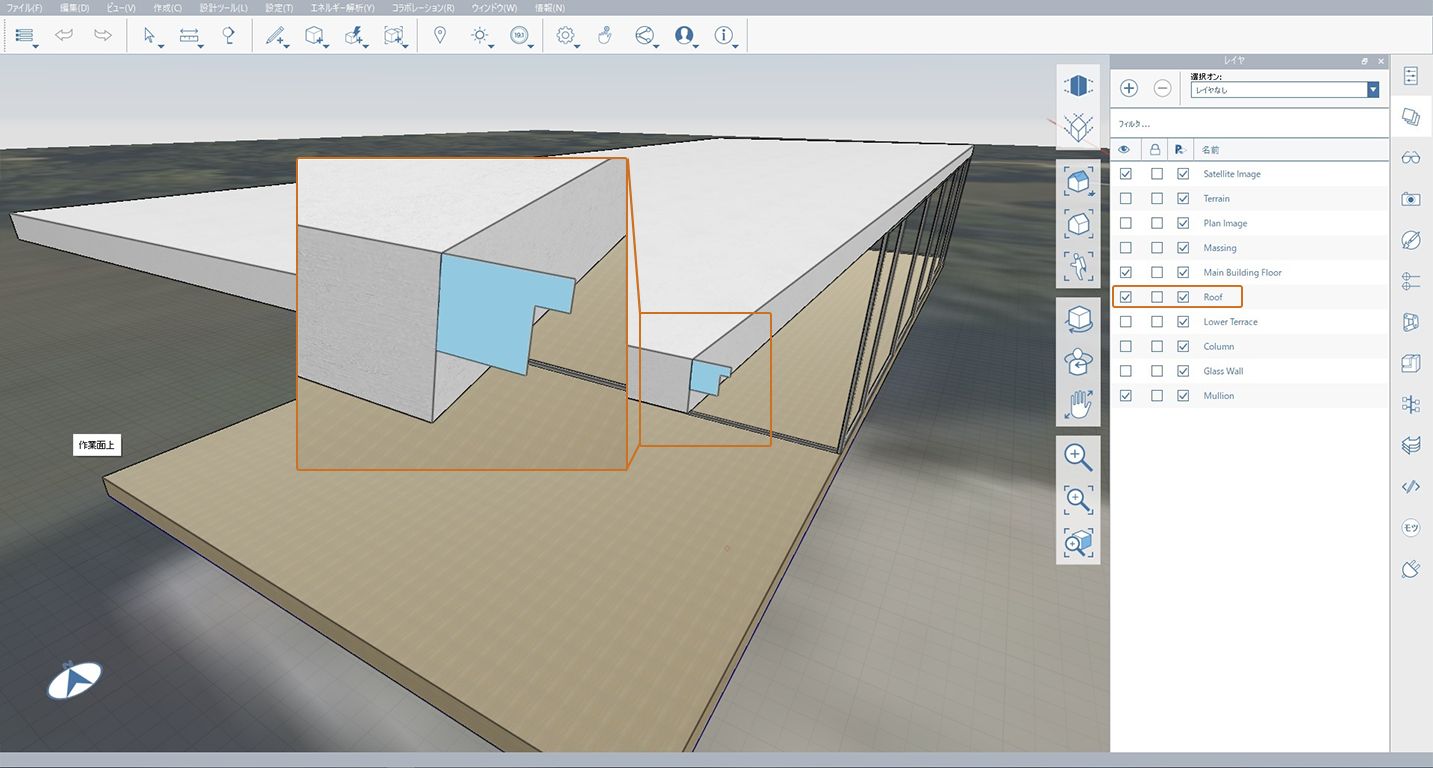 ファイル(F) 編集(D) ビュー(V) 作成(C) 設計ツール(L) 設定(T) エネルギー解析(Y) コラボレーション(R) ウィンドウ(W) 情報(N)
191
レイヤ
選択オン:
レイヤなし
フィルタ...
名前
Satellite Image
Terrain
Plan Image
Massing
Main Building Floor
Roof
Lower Terrace
Column
Glass Wall
Mullion
作業面上
モツ
N